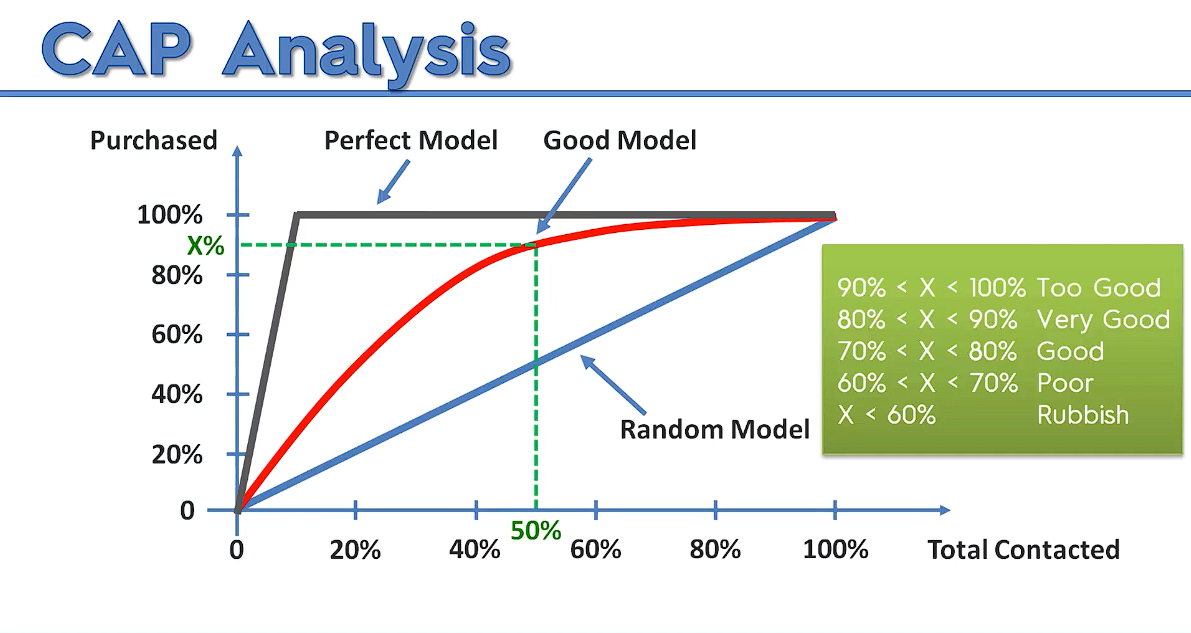 CAP Analysis
Purchased
Perfect Model
Good Model
100%
X%
80%
60%
40%
20%
0
90% < X < 100% Too Good
80% < X < 90% Very Good
70% < X < 80% Good
60% < X < 70% Poor
X < 60% Rubbish
Random Model
50%
0 20% 40% 60% 80% 100% Total Contacted